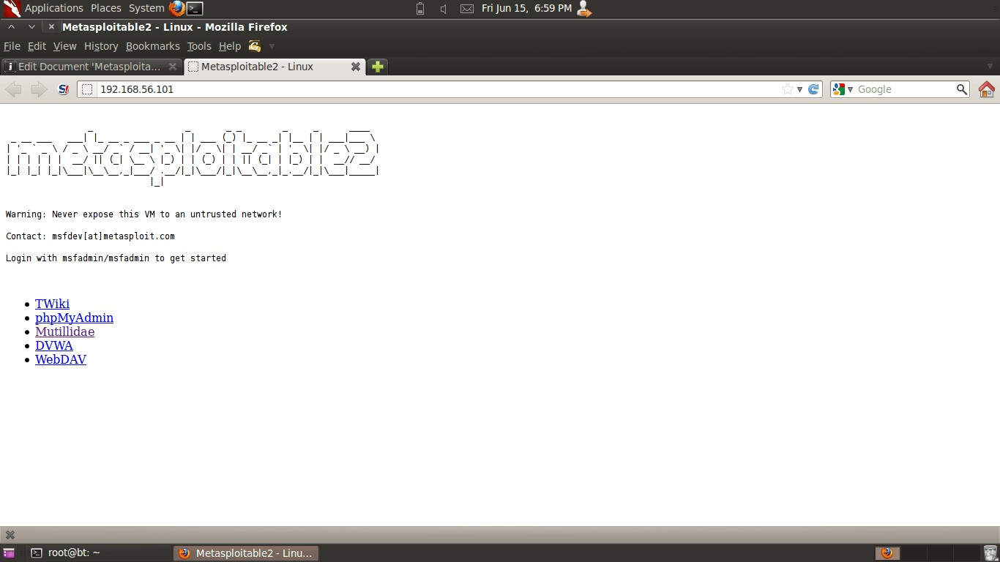 Applications Places System
Fri Jun 15, 6:59 PM
Metasploitable2 - Linux - Mozilla Firefox
File Edit View History Bookmarks Tools Help
Edit Document 'Metasploita...
Metasploitable2 - Linux
192.168.56.101
Google
metasploitable2
Warning: Never expose this VM to an untrusted network!
Contact: msfdev[at]metasploit.com
Login with msfadmin/msfadmin to get started
TWiki
phpMyAdmin
Mutillidae
DVWA
WebDAV
root@bt: ~
Metasploitable2 - Linu...